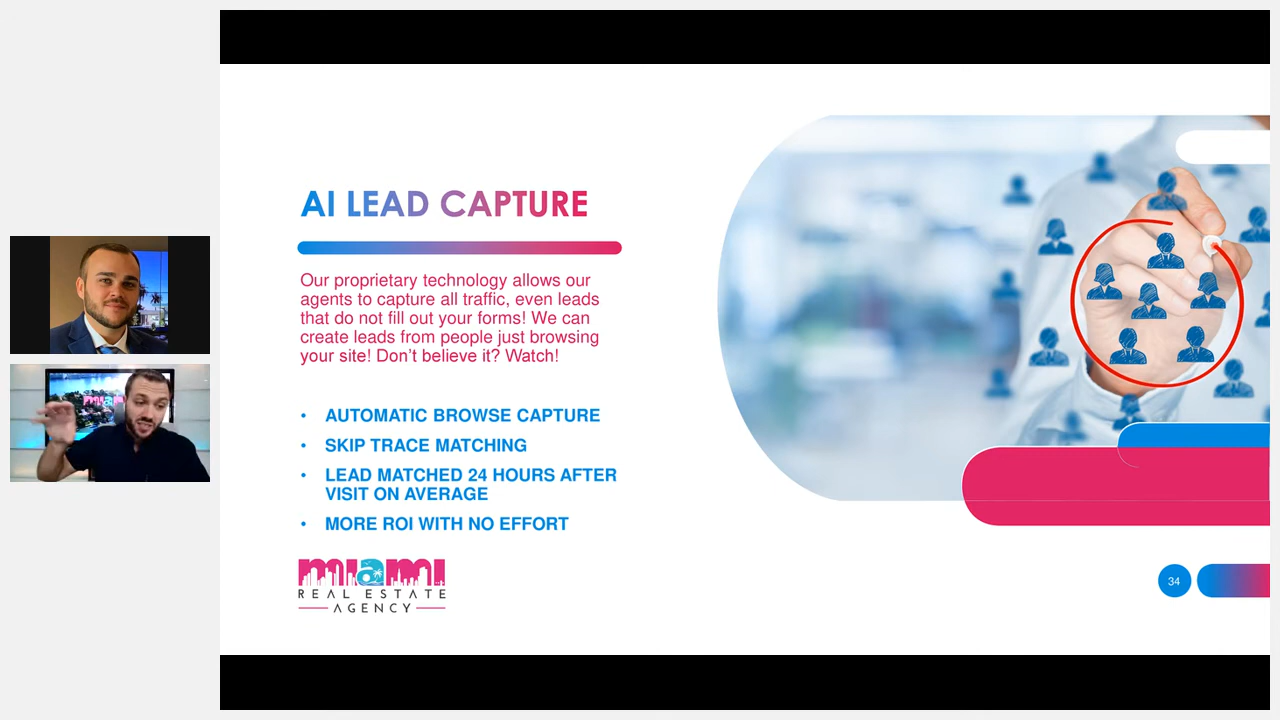 AI LEAD CAPTURE
Our proprietary technology allows our
agents to capture all traffic, even leads
that do not fill out your forms! We can
create leads from people just browsing
your site! Don't believe it? Watch!
• AUTOMATIC BROWSE CAPTURE
• SKIP TRACE MATCHING
• LEAD MATCHED 24 HOURS AFTER
VISIT ON AVERAGE
• MORE ROI WITH NO EFFORT
miami
REAL ESTATE
AGENCY
34